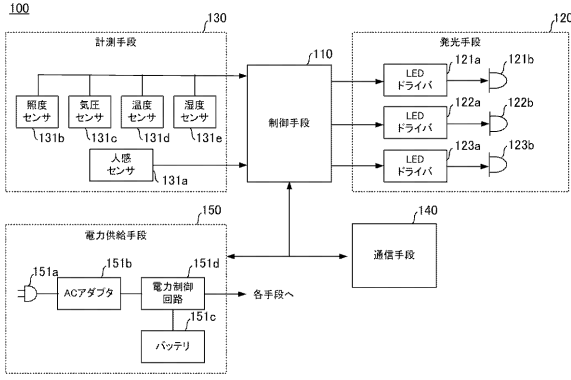 100
130
計測手段
照度
センサ
131b
気圧
センサ
131c
温度
センサ
131d
湿度
センサ
131e
人感
センサ
131a
110
制御手段
120
発光手段
LED
ドライバ
121a
121b
LED
ドライバ
122a
122b
LED
ドライバ
123a
123b
150
電力供給手段
151a
ACアダプタ
151b
電力制御
回路
151d
各手段へ
151c
バッテリ
140
通信手段